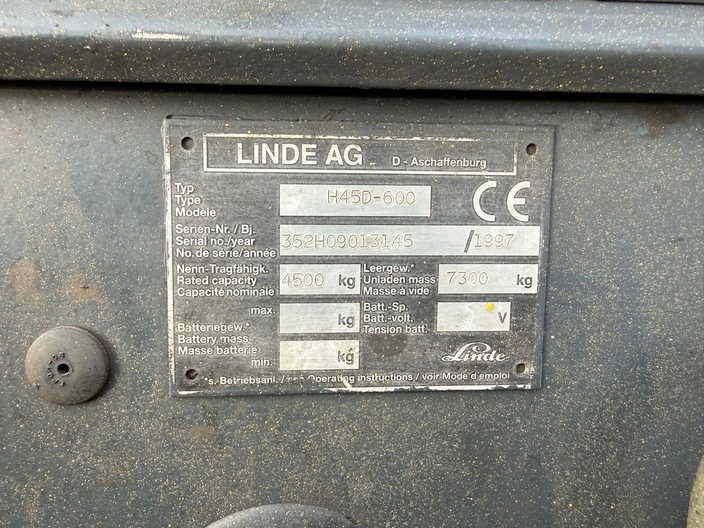 LINDE AG D - Aschaffenburg
Typ
Type
Modele
H45D-600
CE
Serien-Nr. / Bj.
Serial no./year
No. de série/année
352H09013145 /1997
Nenn-Tragfähigk.
Rated capacity
Capacité nominale
4500 kg
Leergew.*
Unladen mass
Masse à vide
7300 kg
max. kg
Batteriegew.*
Battery mass
Masse batterie
min. kg
Batt.-Sp.
Batt.-volt.
Tension batt.
V
Linde
*s. Betriebsanl. / see Operating instructions / voir Mode d'emploi